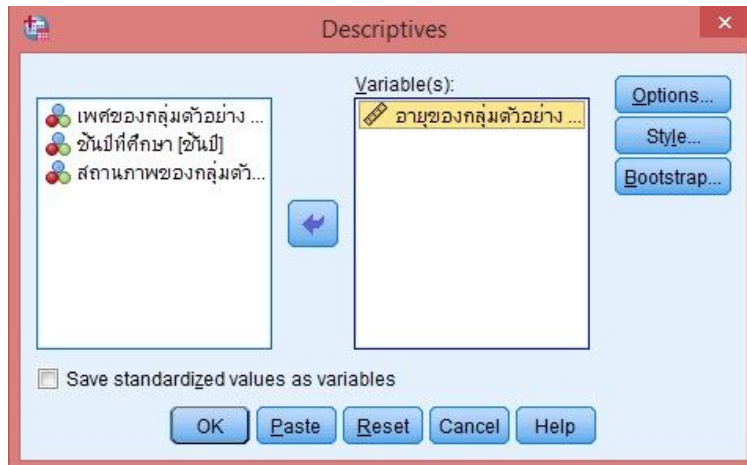 Descriptives
Variable(s):
เพศของกลุ่มตัวอย่าง ...
ชั้นปีที่ศึกษา [ชั้นปี]
สถานภาพของกลุ่มตัว...
อายุของกลุ่มตัวอย่าง ...
Options...
Style...
Bootstrap...
Save standardized values as variables
OK
Paste
Reset
Cancel
Help